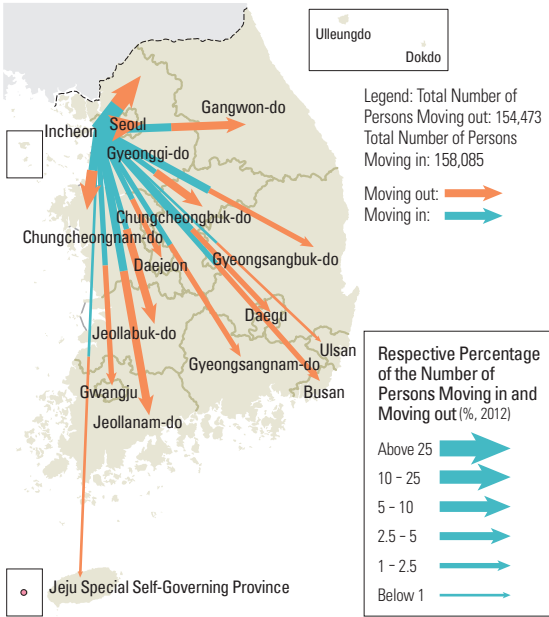 Ulleungdo
Dokdo
Gangwon-do
Legend: Total Number of
Persons Moving out: 154,473
Total Number of Persons
Moving in: 158,085
Moving out:
Moving in:
Incheon
Seoul
Gyeonggi-do
Chungcheongbuk-do
Chungcheongnam-do
Daejeon
Gyeongsangbuk-do
Daegu
Jeollabuk-do
Ulsan
Gyeongsangnam-do
Busan
Gwangju
Jeollanam-do
Jeju Special Self-Governing Province
Respective Percentage
of the Number of
Persons Moving in and
Moving out (%, 2012)
Above 25
10 – 25
5 – 10
2.5 – 5
1 – 2.5
Below 1